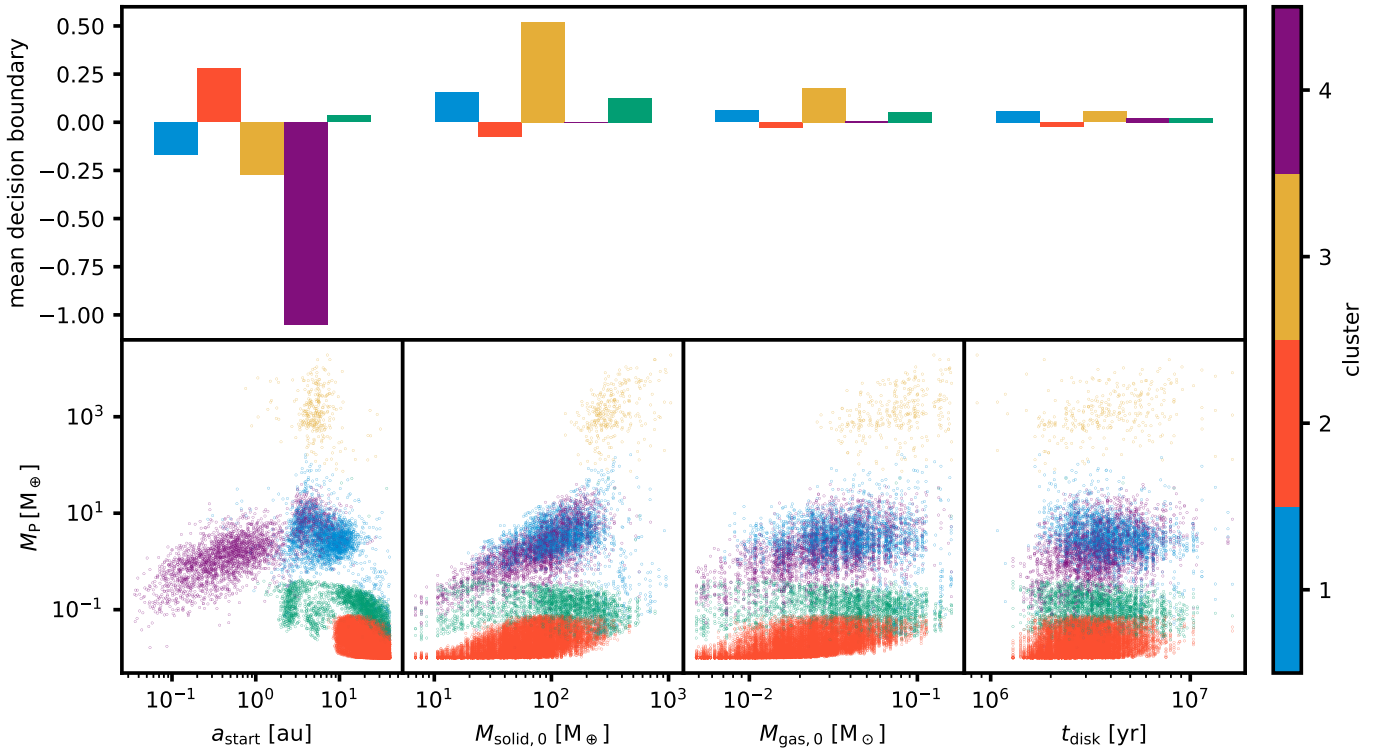 0.50
0.25
0.00
−0.25
−0.50
−0.75
−1.00
mean decision boundary
10³
10¹
10⁻¹
M_P [M_⊕]
10⁻¹ 10⁰ 10¹
a_start [au]
10¹ 10² 10³
M_solid, 0 [M_⊕]
10⁻² 10⁻¹
M_gas, 0 [M_⊙]
10⁶ 10⁷
t_disk [yr]
4
3
2
1
cluster